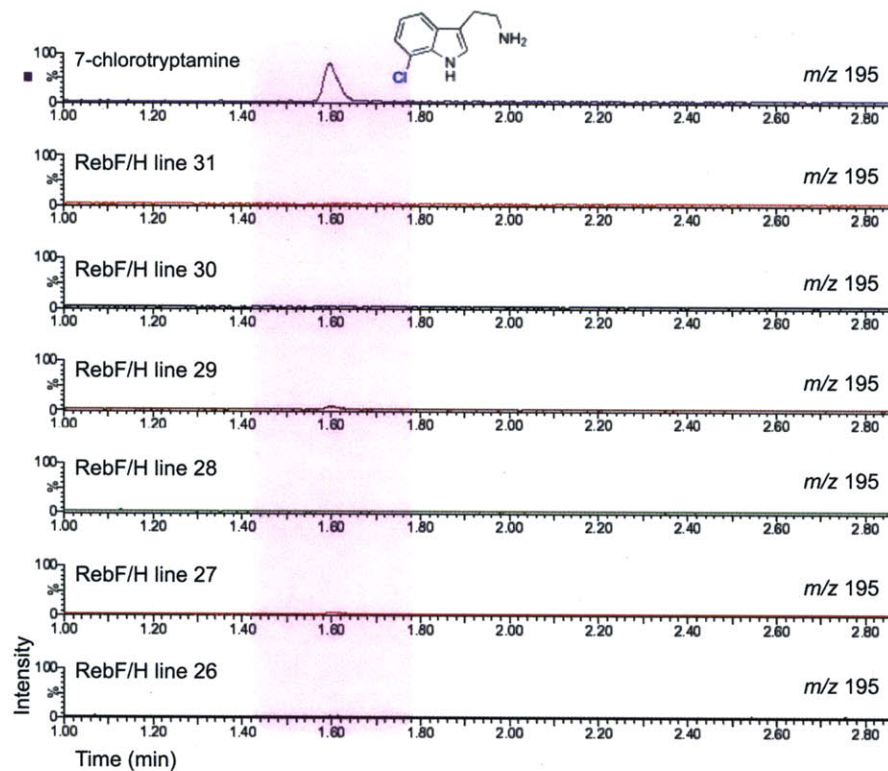 NH₂
Cl
N
H
7-chlorotryptamine
m/z 195
100
%
0
1.00 1.20 1.40 1.60 1.80 2.00 2.20 2.40 2.60 2.80
RebF/H line 31
m/z 195
100
%
0
1.00 1.20 1.40 1.60 1.80 2.00 2.20 2.40 2.60 2.80
RebF/H line 30
m/z 195
100
%
0
1.00 1.20 1.40 1.60 1.80 2.00 2.20 2.40 2.60 2.80
RebF/H line 29
m/z 195
100
%
0
1.00 1.20 1.40 1.60 1.80 2.00 2.20 2.40 2.60 2.80
RebF/H line 28
m/z 195
100
%
0
1.00 1.20 1.40 1.60 1.80 2.00 2.20 2.40 2.60 2.80
RebF/H line 27
m/z 195
100
%
0
1.00 1.20 1.40 1.60 1.80 2.00 2.20 2.40 2.60 2.80
RebF/H line 26
m/z 195
100
%
0
1.00 1.20 1.40 1.60 1.80 2.00 2.20 2.40 2.60 2.80
Intensity
Time (min)